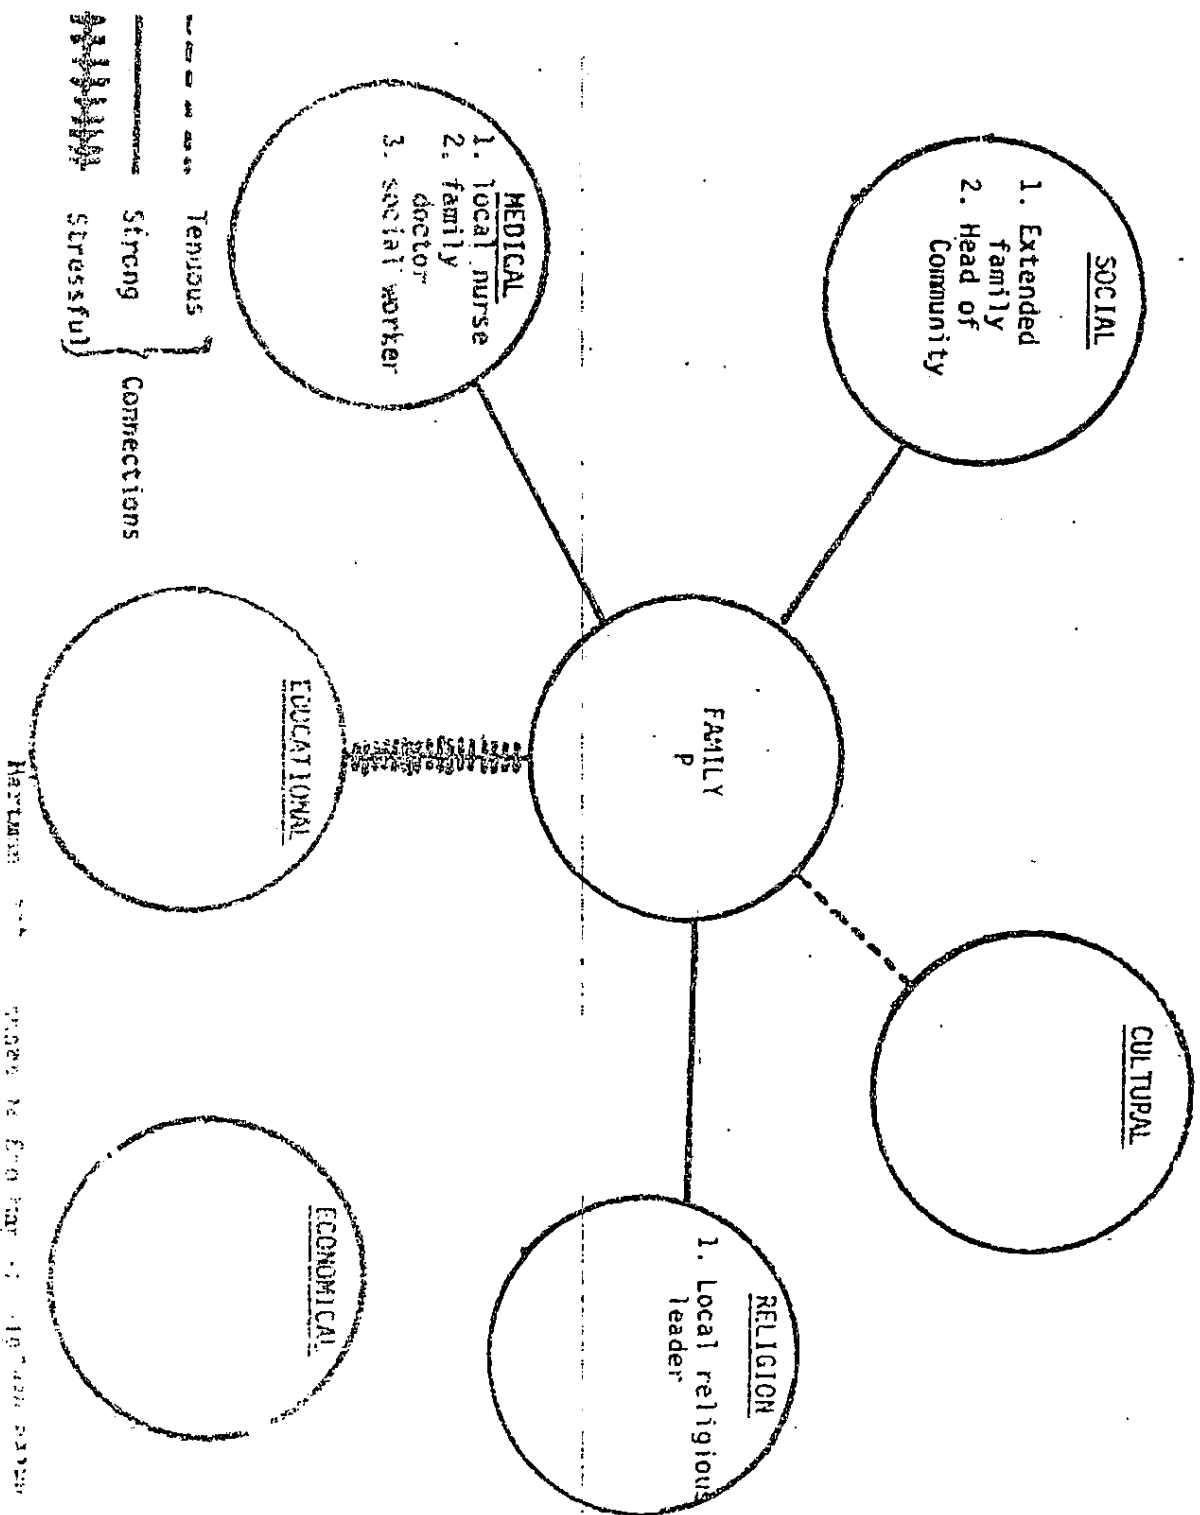 SOCIAL
1. Extended
family
2. Head of
Community
CULTURAL
FAMILY
P
RELIGION
1. Local religious
leader
MEDICAL
1. local nurse
2. family
doctor
3. social worker
EDUCATIONAL
ECONOMICAL
Tenuous
Strong
Stressful
Connections